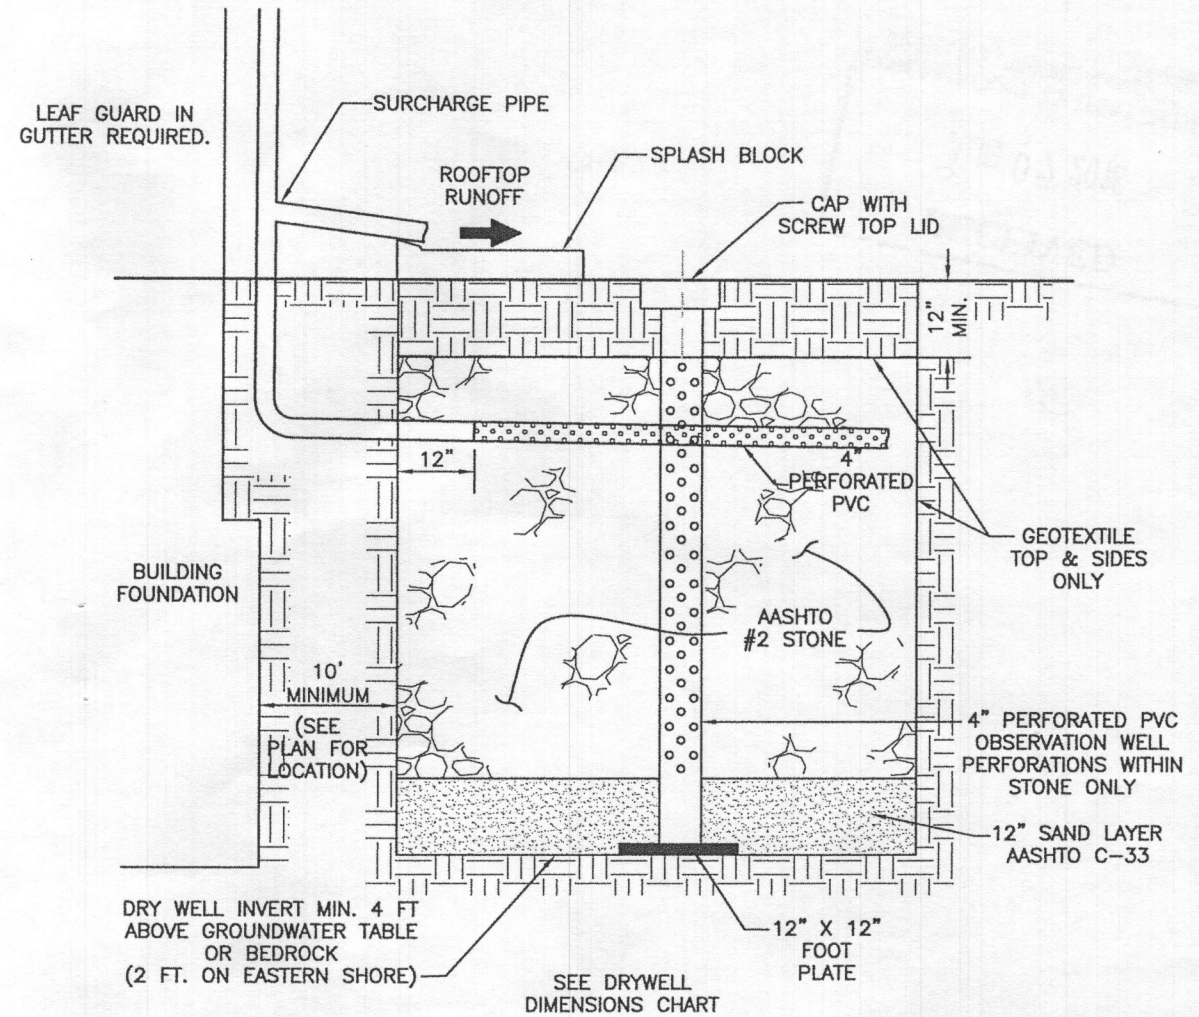 LEAF GUARD IN
GUTTER REQUIRED.
SURCHARGE PIPE
ROOFTOP
RUNOFF
SPLASH BLOCK
CAP WITH
SCREW TOP LID
12"
MIN.
12"
4"
PERFORATED
PVC
GEOTEXTILE
TOP & SIDES
ONLY
BUILDING
FOUNDATION
AASHTO
#2 STONE
10'
MINIMUM
(SEE
PLAN FOR
LOCATION)
4" PERFORATED PVC
OBSERVATION WELL
PERFORATIONS WITHIN
STONE ONLY
12" SAND LAYER
AASHTO C-33
DRY WELL INVERT MIN. 4 FT
ABOVE GROUNDWATER TABLE
OR BEDROCK
(2 FT. ON EASTERN SHORE)
12" X 12"
FOOT
PLATE
SEE DRYWELL
DIMENSIONS CHART